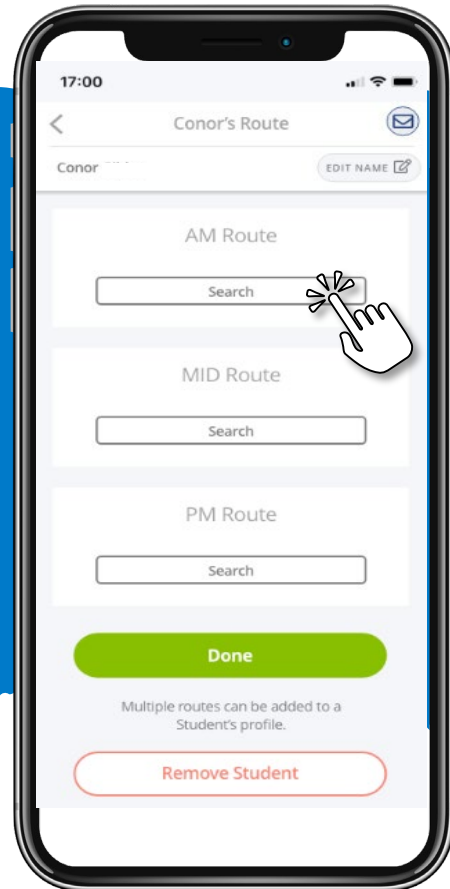 17:00
Conor's Route
Conor
EDIT NAME
AM Route
Search
MID Route
Search
PM Route
Search
Done
Multiple routes can be added to a
Student's profile.
Remove Student